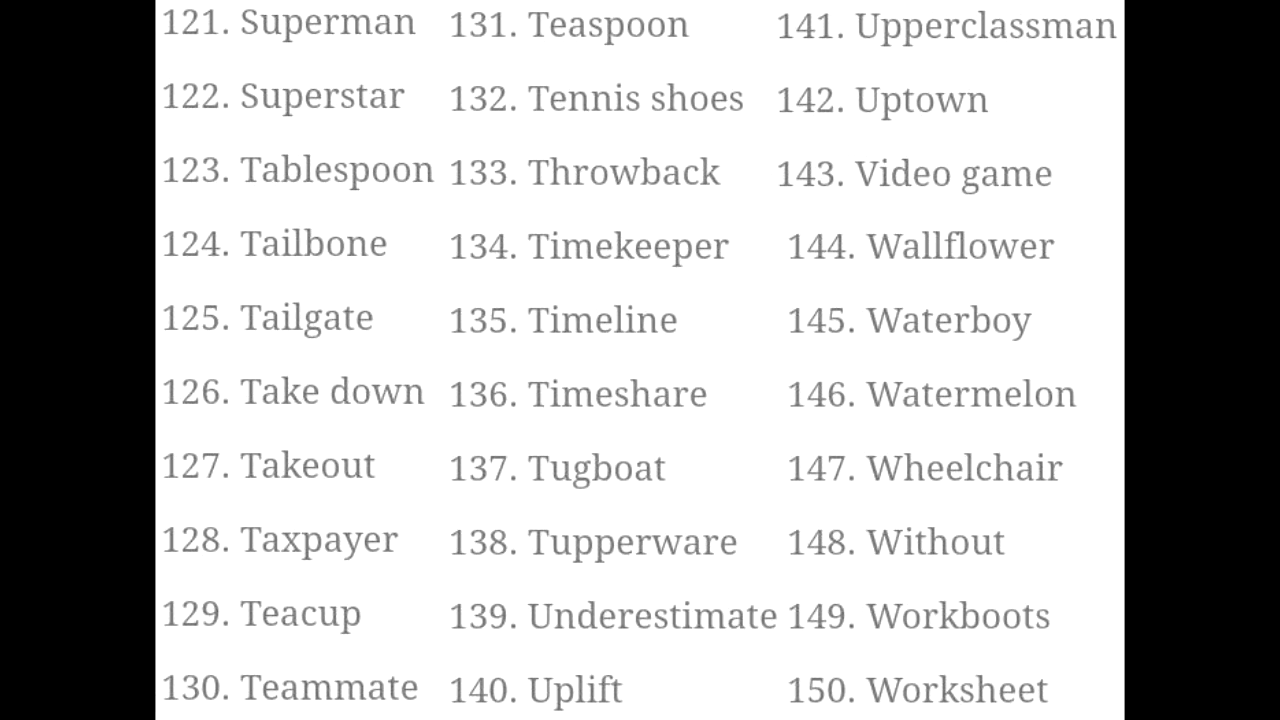 121. Superman
122. Superstar
123. Tablespoon
124. Tailbone
125. Tailgate
126. Take down
127. Takeout
128. Taxpayer
129. Teacup
130. Teammate
131. Teaspoon
132. Tennis shoes
133. Throwback
134. Timekeeper
135. Timeline
136. Timeshare
137. Tugboat
138. Tupperware
139. Underestimate
140. Uplift
141. Upperclassman
142. Uptown
143. Video game
144. Wallflower
145. Waterboy
146. Watermelon
147. Wheelchair
148. Without
149. Workboots
150. Worksheet